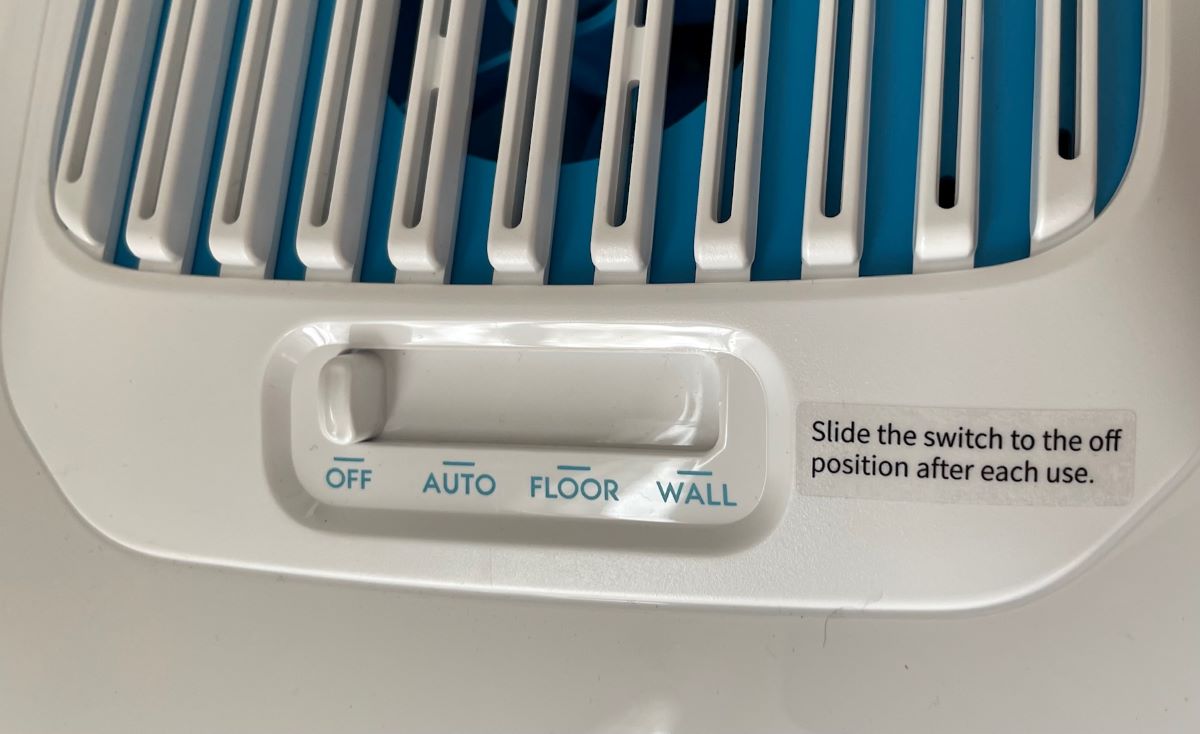 OFF AUTO FLOOR WALL
Slide the switch to the off
position after each use.